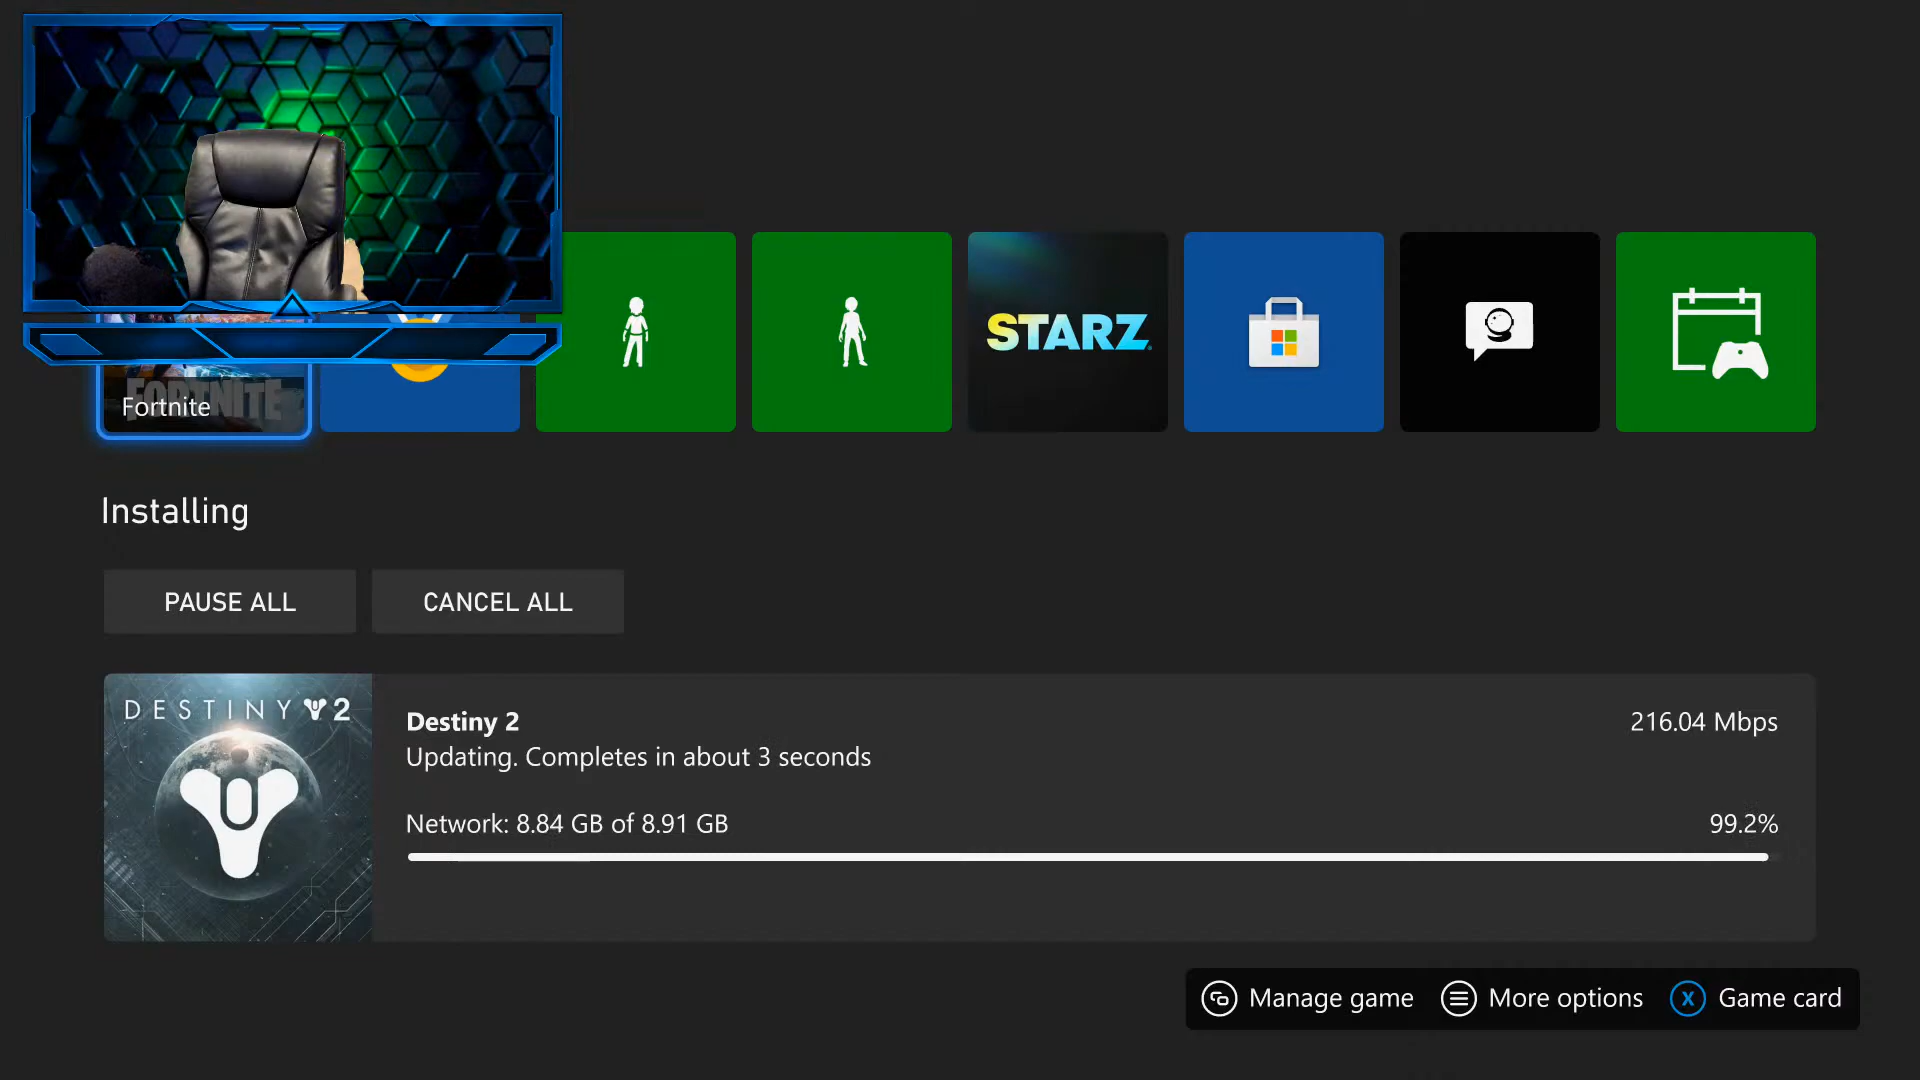 STARZ
FORTNITE
Fortnite
Installing
PAUSE ALL
CANCEL ALL
DESTINY 2
Destiny 2
216.04 Mbps
Updating. Completes in about 3 seconds
Network: 8.84 GB of 8.91 GB
99.2%
Manage game
More options
X
Game card